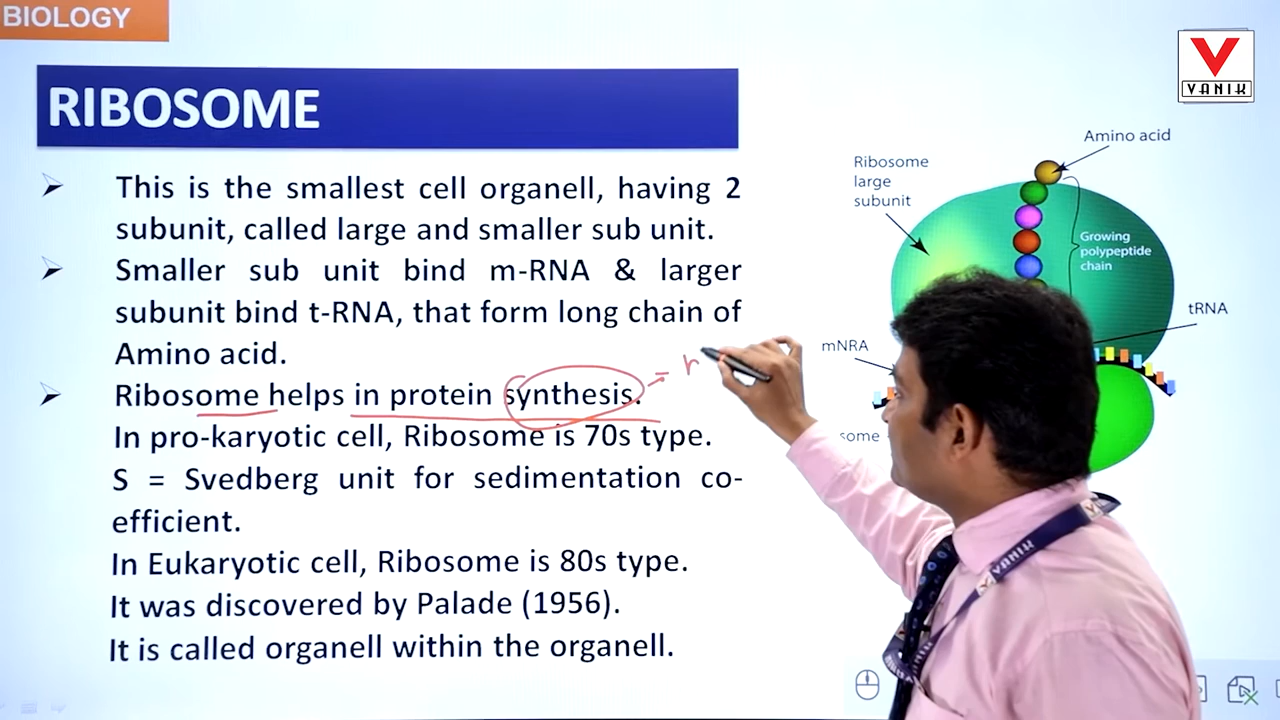 BIOLOGY
VANIK
RIBOSOME
➢ This is the smallest cell organell, having 2
subunit, called large and smaller sub unit.
➢ Smaller sub unit bind m-RNA & larger
subunit bind t-RNA, that form long chain of
Amino acid.
➢ Ribosome helps in protein synthesis.
In pro-karyotic cell, Ribosome is 70s type.
S = Svedberg unit for sedimentation co-
efficient.
In Eukaryotic cell, Ribosome is 80s type.
It was discovered by Palade (1956).
It is called organell within the organell.
Amino acid
Ribosome
large
subunit
Growing
polypeptide
chain
tRNA
mNRA
some
VANIK